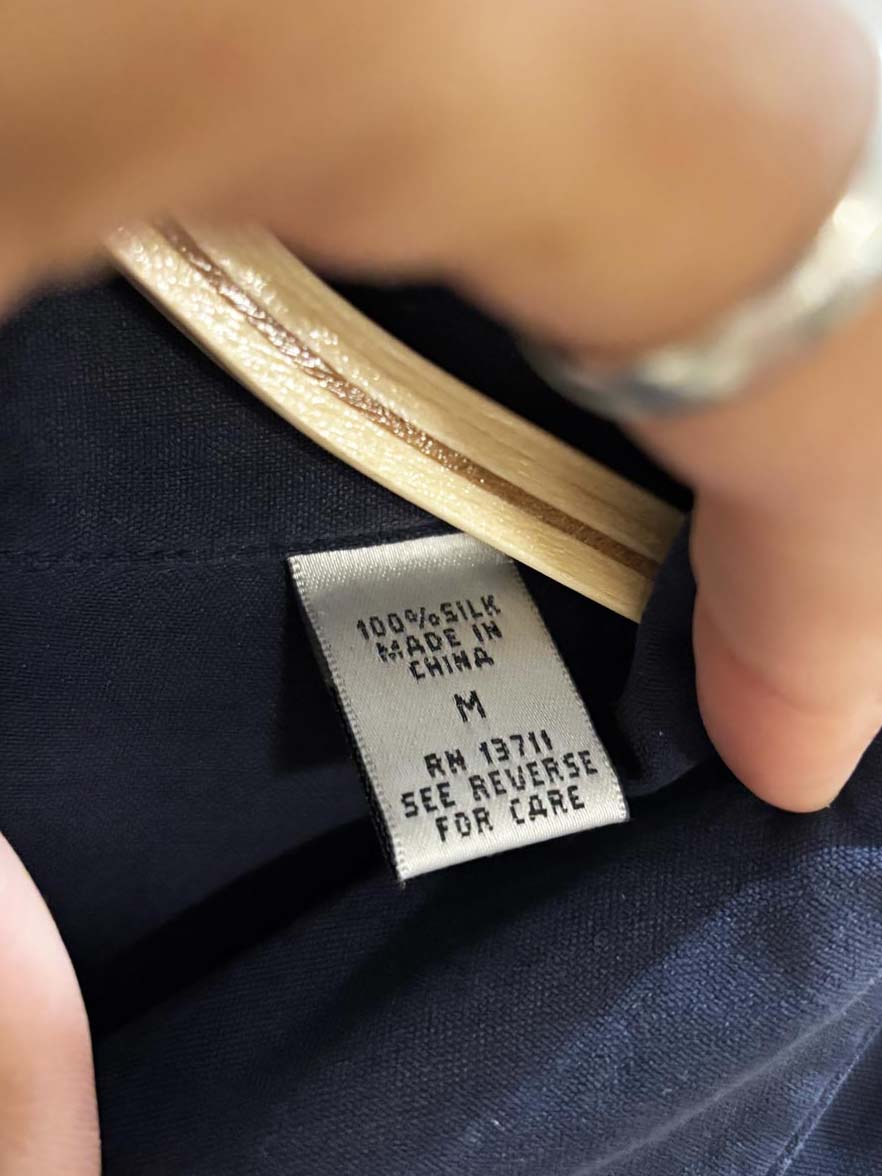 100%SILK
MADE IN
CHINA
M
RN 13711
SEE REVERSE
FOR CARE